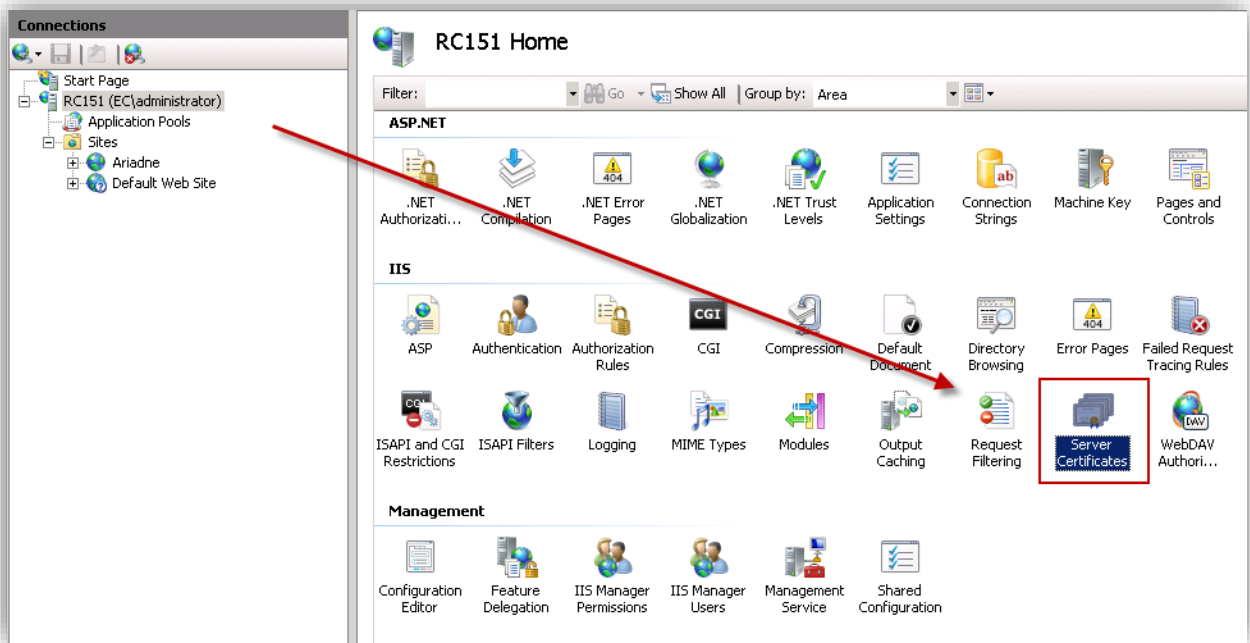 Connections
Start Page
RC151 (EC\administrator)
Application Pools
Sites
Ariadne
Default Web Site
RC151 Home
Filter: Go Show All Group by: Area
ASP.NET
404
ab
.NET Authorizati...
.NET Compilation
.NET Error Pages
.NET Globalization
.NET Trust Levels
Application Settings
Connection Strings
Machine Key
Pages and Controls
IIS
CGI
404
ASP
Authentication
Authorization Rules
CGI
Compression
Default Document
Directory Browsing
Error Pages
Failed Request Tracing Rules
CGI
DAV
ISAPI and CGI Restrictions
ISAPI Filters
Logging
MIME Types
Modules
Output Caching
Request Filtering
Server Certificates
WebDAV Authori...
Management
Configuration Editor
Feature Delegation
IIS Manager Permissions
IIS Manager Users
Management Service
Shared Configuration